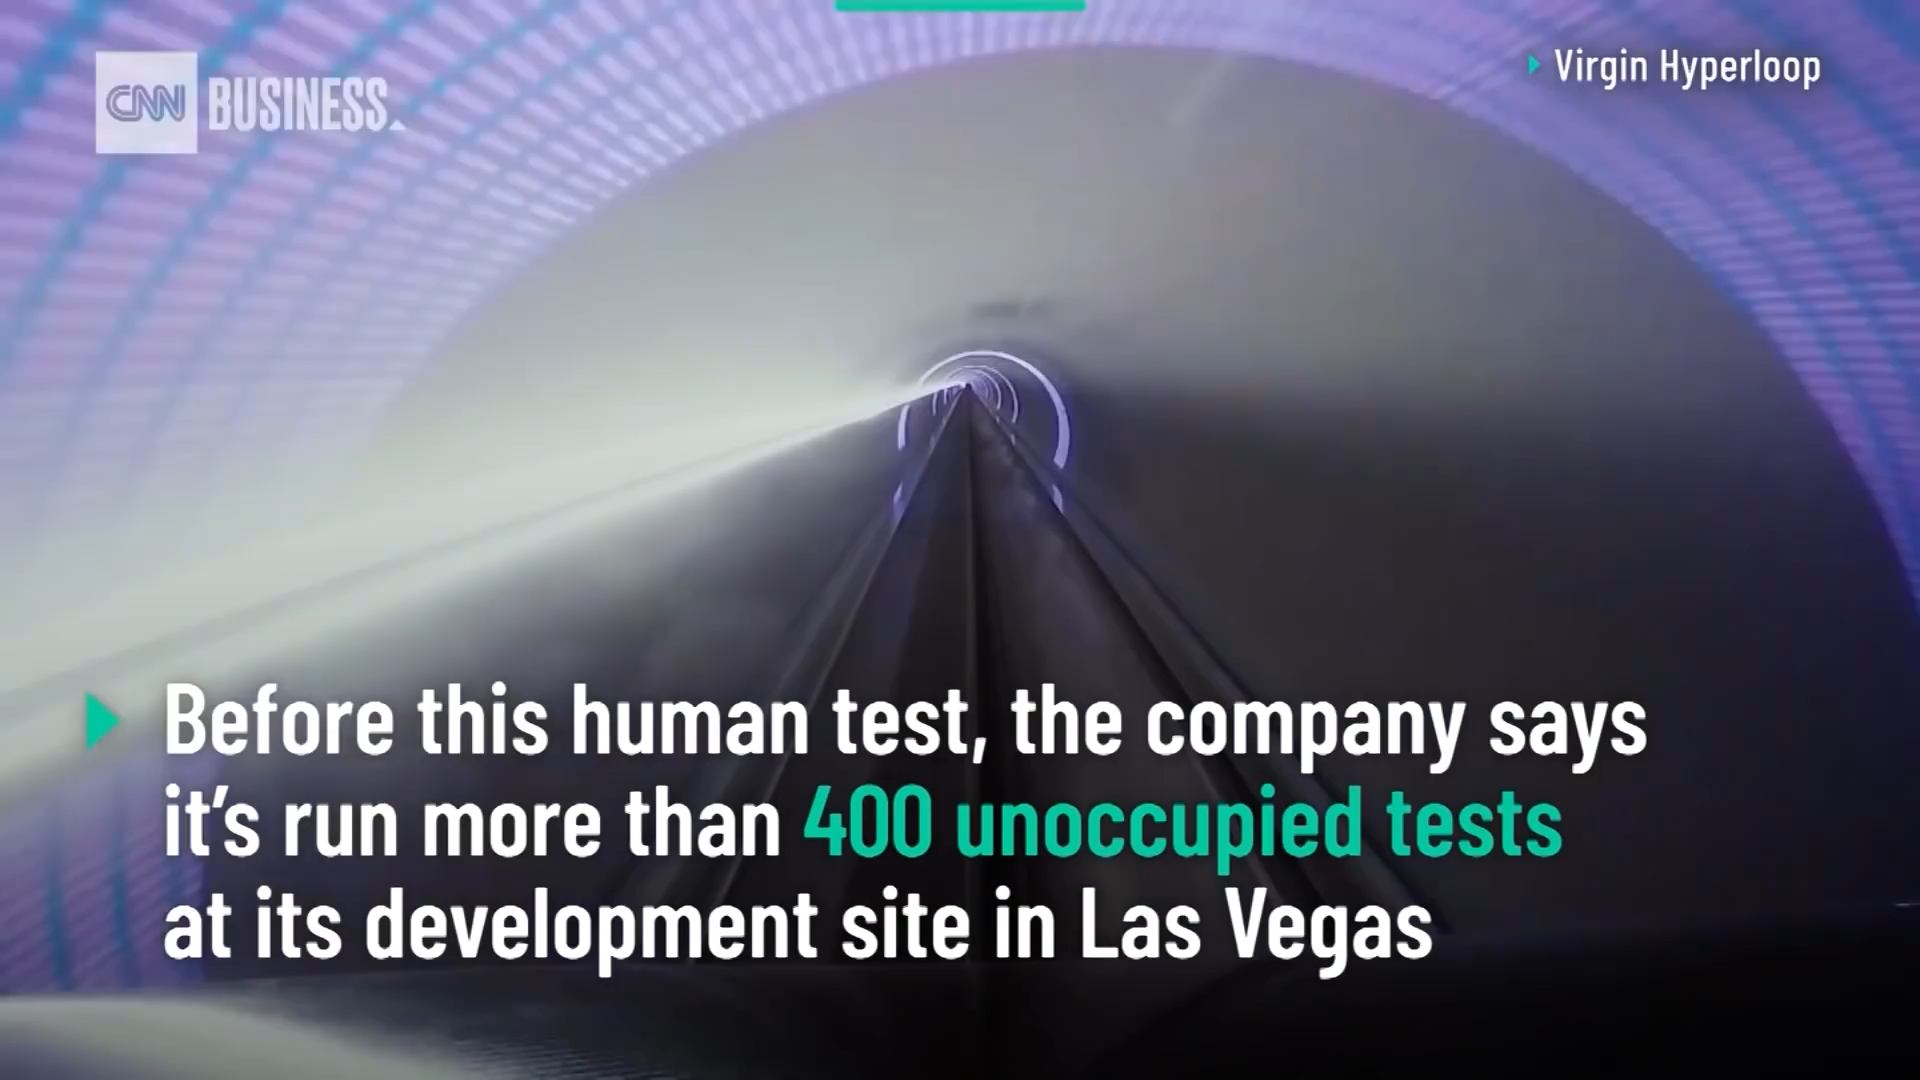 CNN BUSINESS
Virgin Hyperloop
Before this human test, the company says
it's run more than 400 unoccupied tests
at its development site in Las Vegas